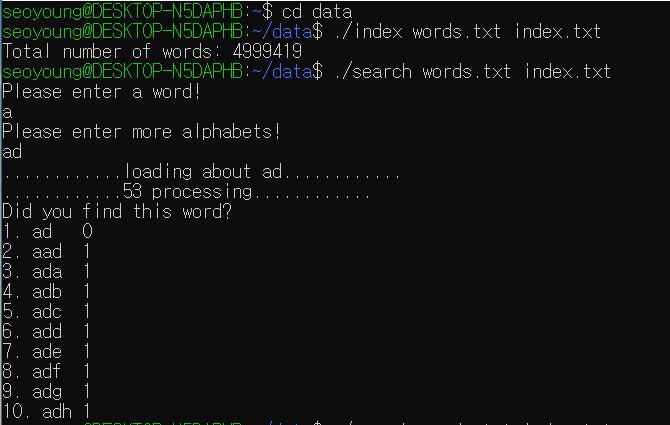 seoyoung@DESKTOP-N5DAPHB:~$ cd data
seoyoung@DESKTOP-N5DAPHB:~/data$ ./index words.txt index.txt
Total number of words: 4999419
seoyoung@DESKTOP-N5DAPHB:~/data$ ./search words.txt index.txt
Please enter a word!
a
Please enter more alphabets!
ad
............loading about ad............
............53 processing............
Did you find this word?
1. ad 0
2. aad 1
3. ada 1
4. adb 1
5. adc 1
6. add 1
7. ade 1
8. adf 1
9. adg 1
10. adh 1